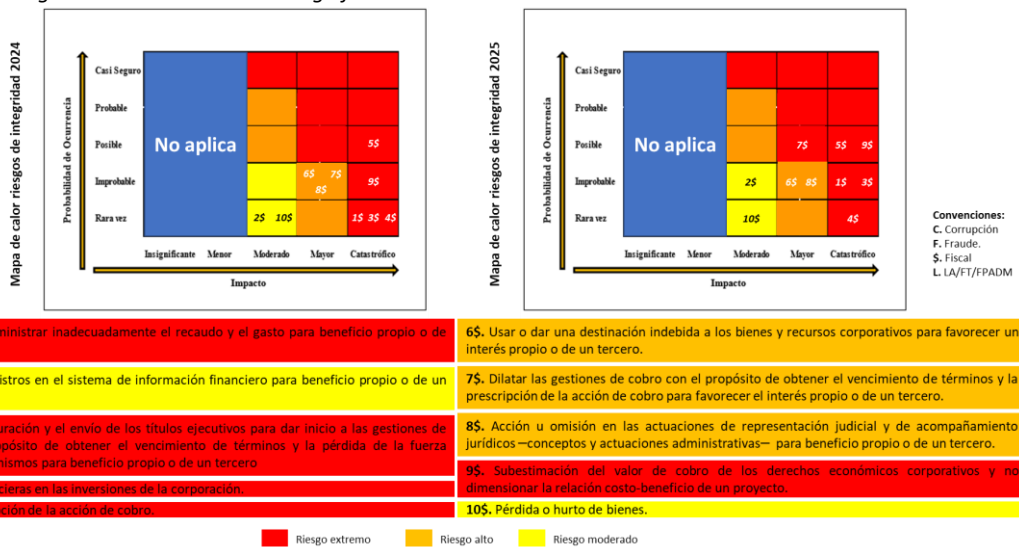 Mapa de calor riesgos de integridad 2024
Probabilidad de Ocurrencia
Casi Seguro
Probable
Posible
Improbable
Rara vez
No aplica
5$
6$ 7$
8$
9$
2$ 10$
1$ 3$ 4$
Insignificante Menor Moderado Mayor Catastrófico
Impacto
Mapa de calor riesgos de integridad 2025
Probabilidad de Ocurrencia
Casi Seguro
Probable
Posible
Improbable
Rara vez
No aplica
7$ 5$ 9$
2$ 6$ 8$ 1$ 3$
10$ 4$
Insignificante Menor Moderado Mayor Catastrófico
Impacto
Convenciones:
C. Corrupción
F. Fraude.
$. Fiscal
L. LA/FT/FPADM
inadecuadamente el recaudo y el gasto para beneficio propio o de
en el sistema de información financiero para beneficio propio o de un
y el envío de los títulos ejecutivos para dar inicio a las gestiones de
de obtener el vencimiento de términos y la pérdida de la fuerza
para beneficio propio o de un tercero
en las inversiones de la corporación.
de la acción de cobro.
6$. Usar o dar una destinación indebida a los bienes y recursos corporativos para favorecer un
interés propio o de un tercero.
7$. Dilatar las gestiones de cobro con el propósito de obtener el vencimiento de términos y la
prescripción de la acción de cobro para favorecer el interés propio o de un tercero.
8$. Acción u omisión en las actuaciones de representación judicial y de acompañamiento
jurídicos —conceptos y actuaciones administrativas— para beneficio propio o de tercero.
9$. Subestimación del valor de cobro de los derechos económicos corporativos y no
dimensionar la relación costo-beneficio de un proyecto.
10$. Pérdida o hurto de bienes.
Riesgo extremo Riesgo alto Riesgo moderado